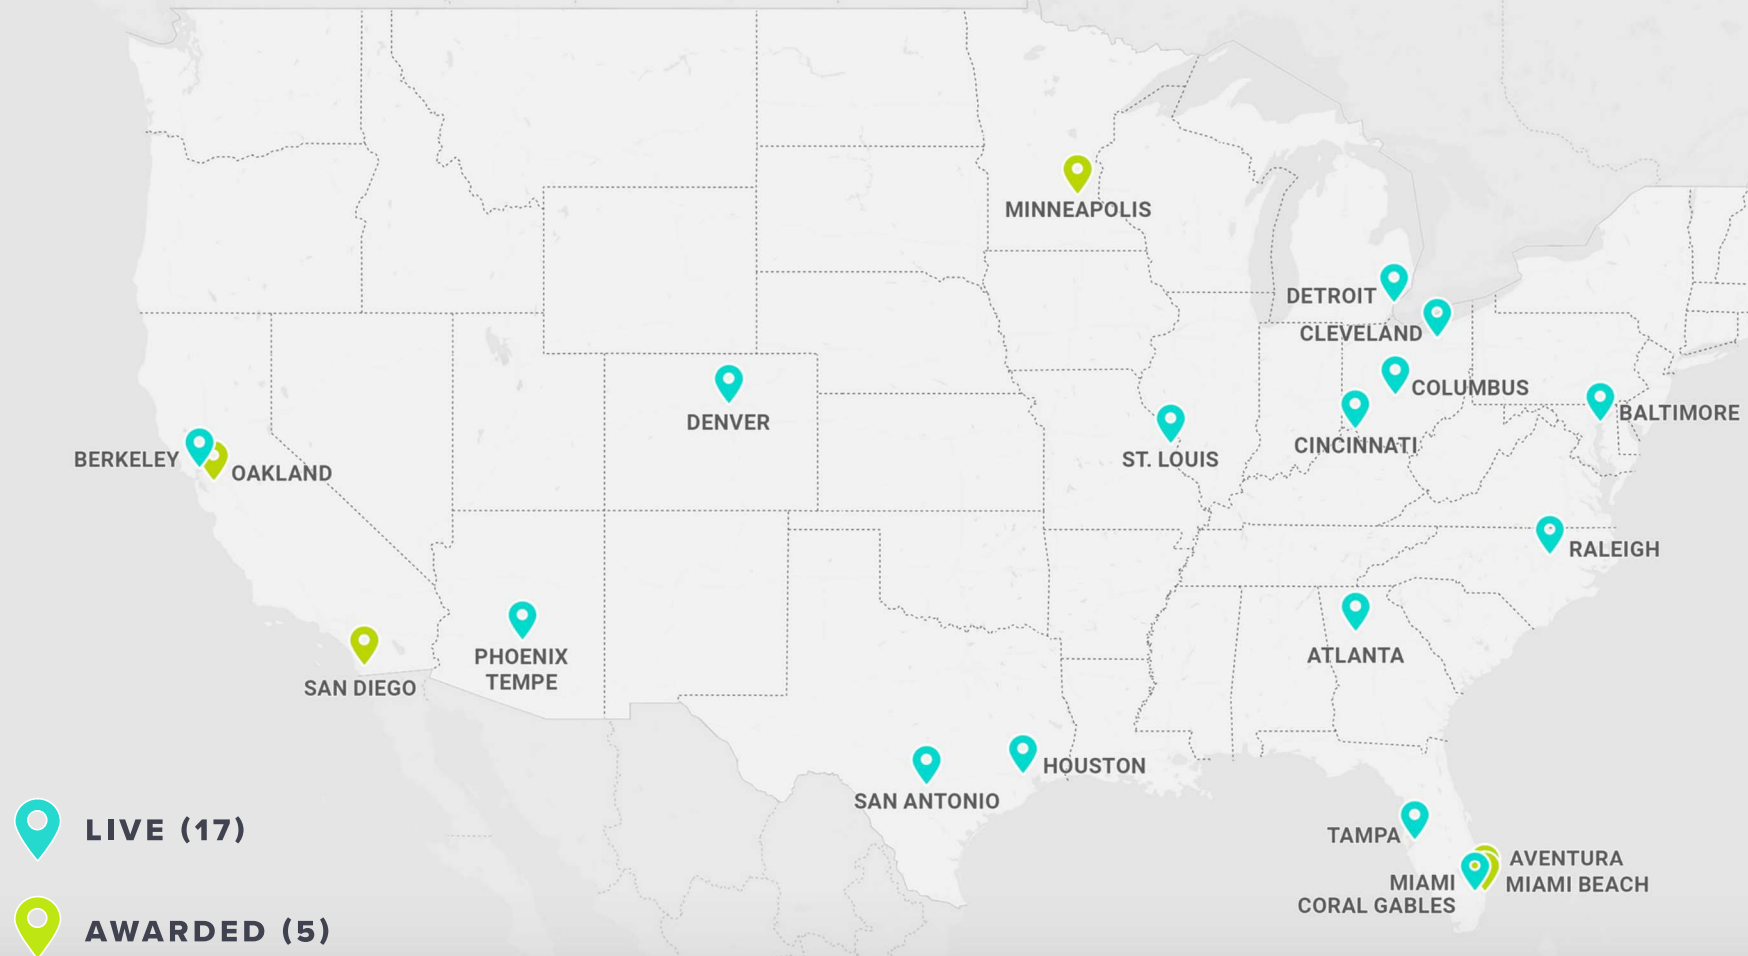 MINNEAPOLIS
DETROIT
CLEVELAND
COLUMBUS
DENVER
BALTIMORE
CINCINNATI
ST. LOUIS
BERKELEY
OAKLAND
RALEIGH
PHOENIX
TEMPE
ATLANTA
SAN DIEGO
HOUSTON
SAN ANTONIO
LIVE (17)
TAMPA
AVENTURA
MIAMI
MIAMI BEACH
CORAL GABLES
AWARDED (5)